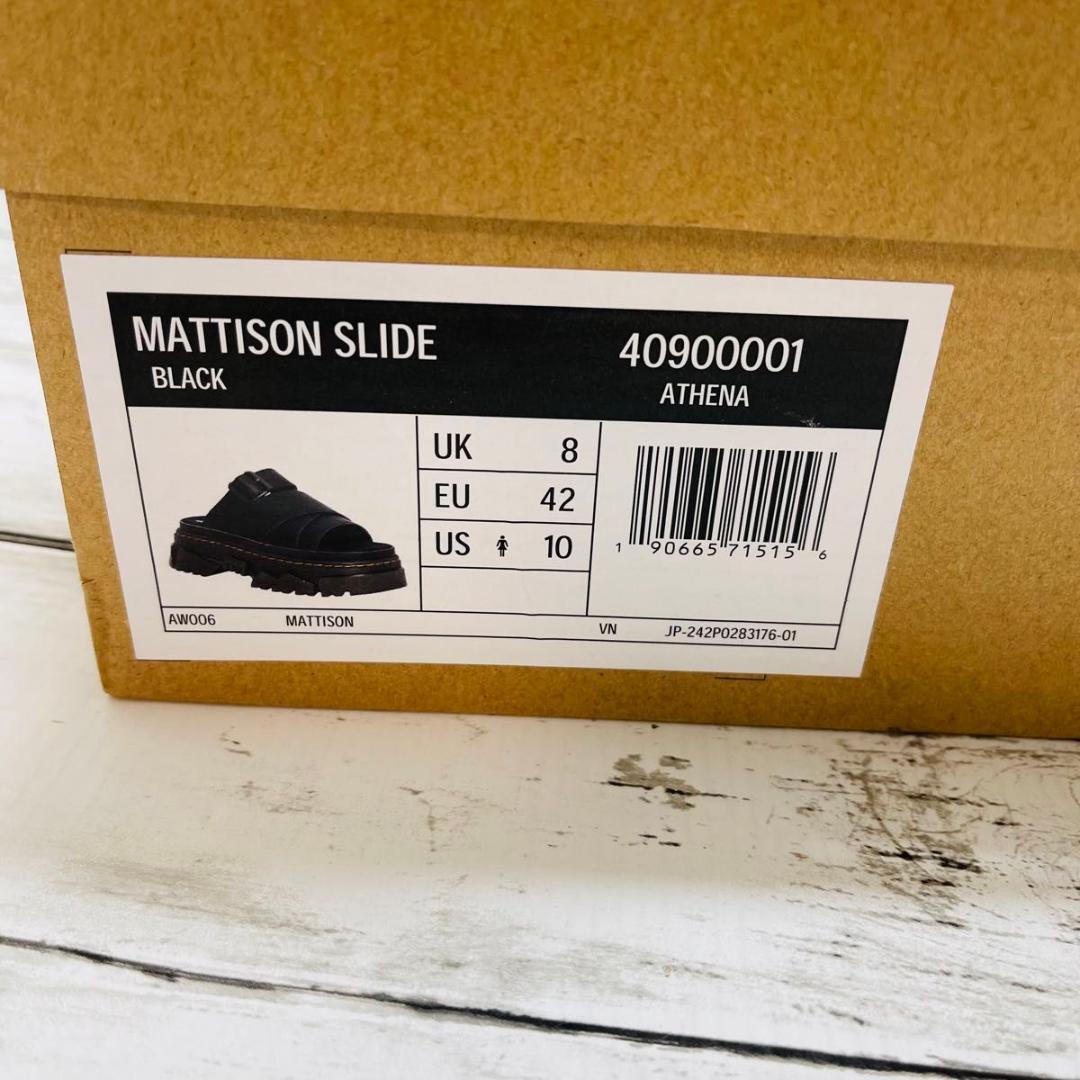 MATTISON SLIDE 40900001
BLACK ATHENA
UK 8
EU 42
US 10
1 90665 71515 6
AW006 MATTISON VN JP-242P0283176-01